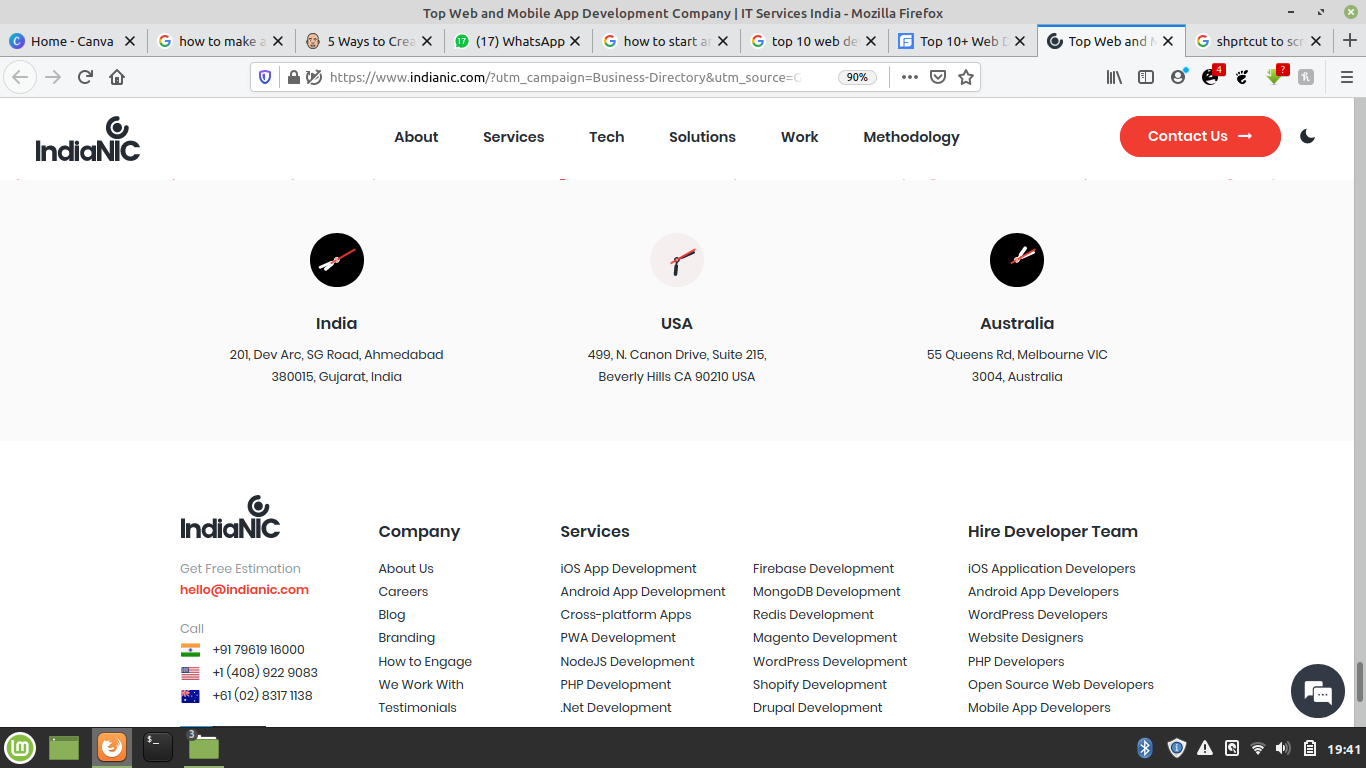 Top Web and Mobile App Development Company | IT Services India - Mozilla Firefox
Home - Canva
how to make a
5 Ways to Crea
(17) WhatsApp
how to start an
top 10 web de
Top 10+ Web D
Top Web and M
shprtcut to scr
https://www.indianic.com/?utm_campaign=Business-Directory&utm_source=G
90%
4
?
IndiaNIC
About
Services
Tech
Solutions
Work
Methodology
Contact Us
India
USA
Australia
201, Dev Arc, SG Road, Ahmedabad
380015, Gujarat, India
499, N. Canon Drive, Suite 215,
Beverly Hills CA 90210 USA
55 Queens Rd, Melbourne VIC
3004, Australia
IndiaNIC
Get Free Estimation
hello@indianic.com
Call
+91 79619 16000
+1 (408) 922 9083
+61 (02) 8317 1138
Company
About Us
Careers
Blog
Branding
How to Engage
We Work With
Testimonials
Services
iOS App Development
Android App Development
Cross-platform Apps
PWA Development
NodeJS Development
PHP Development
.Net Development
Firebase Development
MongoDB Development
Redis Development
Magento Development
WordPress Development
Shopify Development
Drupal Development
Hire Developer Team
iOS Application Developers
Android App Developers
WordPress Developers
Website Designers
PHP Developers
Open Source Web Developers
Mobile App Developers
3
19:41